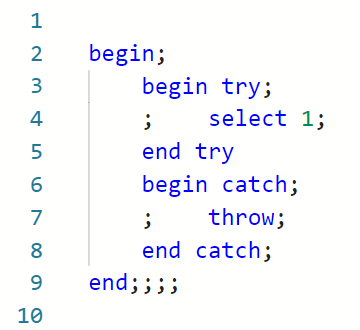 1
2 begin;
3 begin try;
4 ; select 1;
5 end try
6 begin catch;
7 ; throw;
8 end catch;
9 end;;;;
10